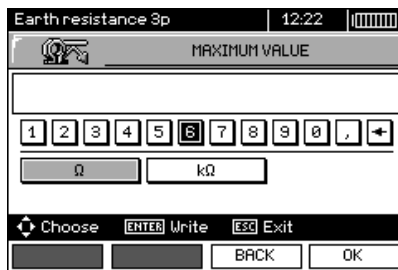 Earth resistance 3p 12:22
MAXIMUM VALUE
1 2 3 4 5 6 7 8 9 0 , ←
Ω kΩ
Choose ENTER Write ESC Exit
BACK OK